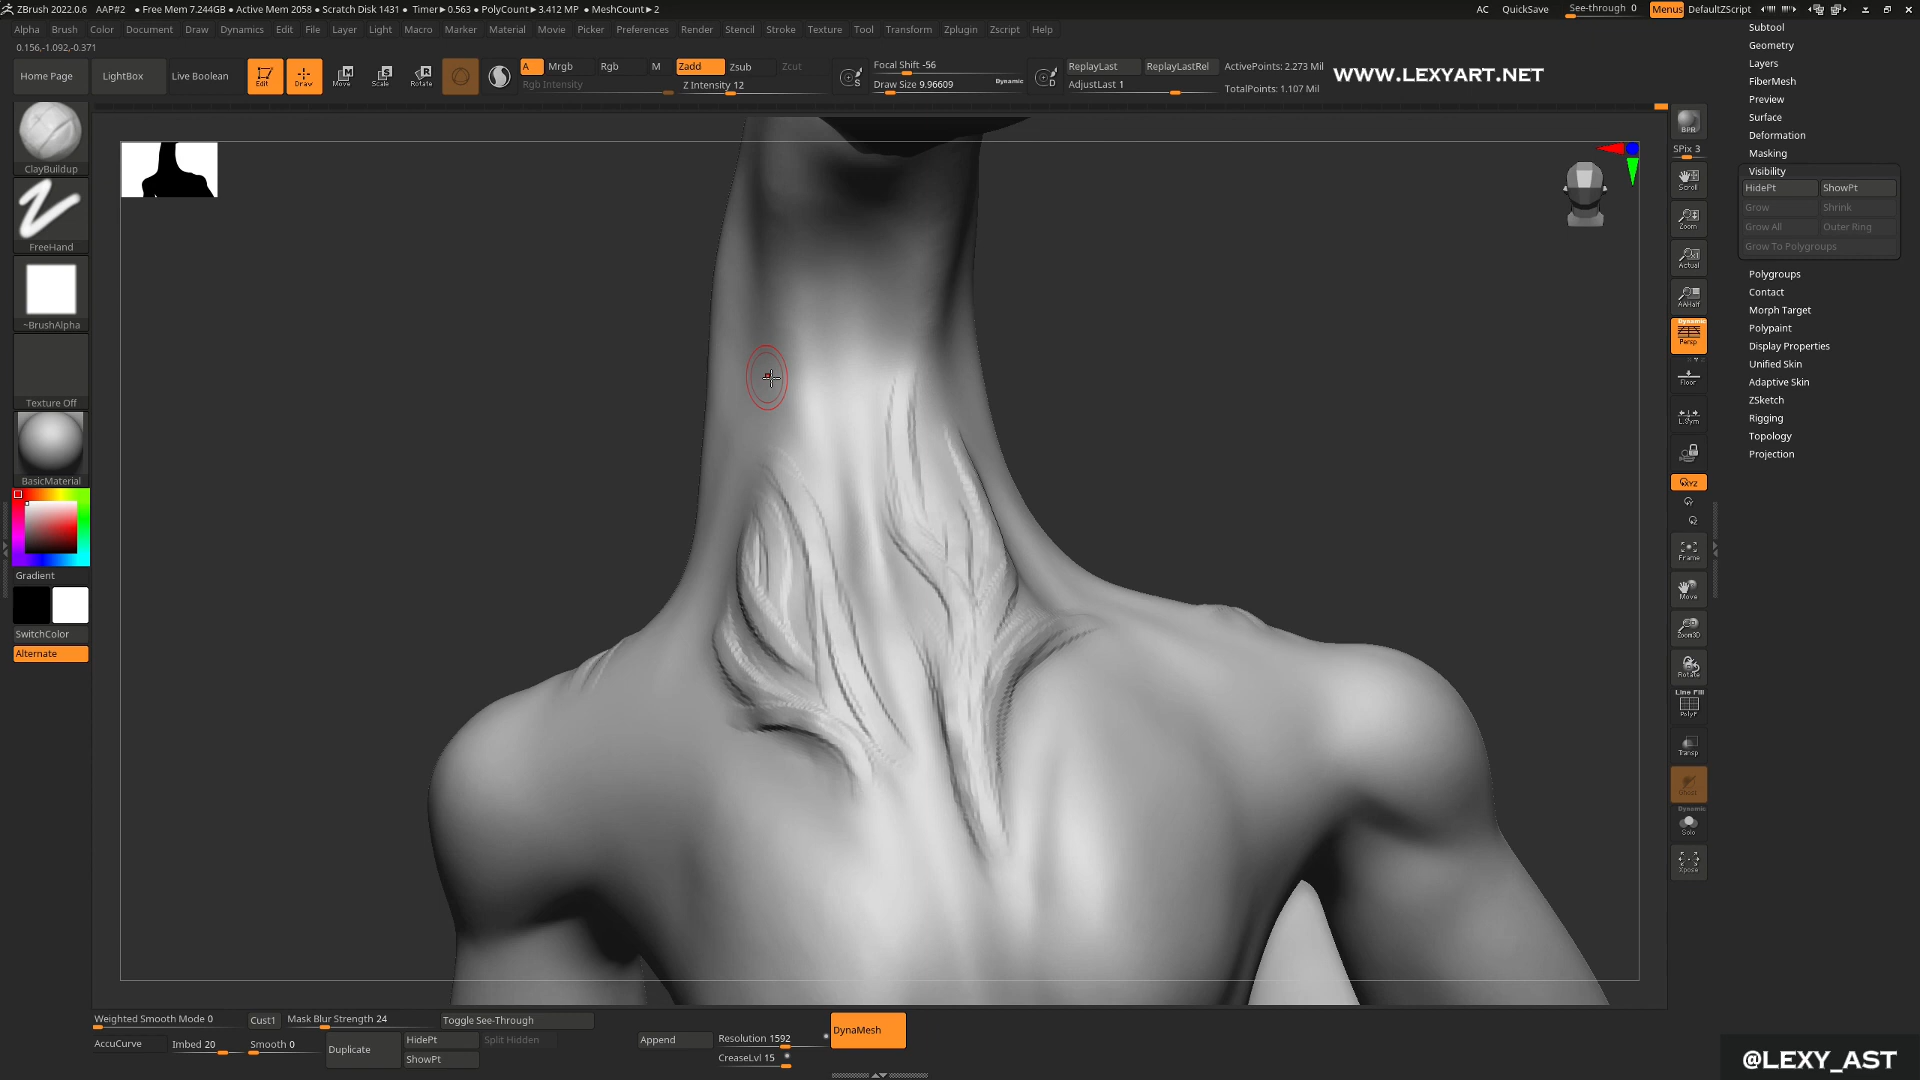 ZBrush 2022.0.6 AAP#2 • Free Mem 7.244GB • Active Mem 2058 • Scratch Disk 1431 • Timer►0.563 • PolyCount►3.412 MP • MeshCount►2 AC QuickSave See-through 0 Menus DefaultZScript
Alpha Brush Color Document Draw Dynamics Edit File Layer Light Macro Marker Material Movie Picker Preferences Render Stencil Stroke Texture Tool Transform Zplugin Zscript Help
0.156,-1.092,-0.371
Home Page LightBox Live Boolean Edit Draw Move Scale Rotate
A Mrgb Rgb M Zadd Zsub Zcut
Rgb Intensity Z Intensity 12
S Focal Shift -56
Draw Size 9.96609 Dynamic D
ReplayLast ReplayLastRel ActivePoints: 2.273 Mil
AdjustLast 1 TotalPoints: 1.107 Mil
WWW.LEXYART.NET
ClayBuildup
FreeHand
~BrushAlpha
Texture Off
BasicMaterial
Gradient
SwitchColor
Alternate
BPR
SPix 3
Scroll
Zoom
Actual
AAHalf
Dynamic
Persp
Floor
L.Sym
XYZ
Y
Z
Frame
Move
Zoom3D
Rotate
Line Fill
PolyF
Transp
Ghost
Dynamic
Solo
Xpose
Subtool
Geometry
Layers
FiberMesh
Preview
Surface
Deformation
Masking
Visibility
HidePt ShowPt
Grow Shrink
Grow All Outer Ring
Grow To Polygroups
Polygroups
Contact
Morph Target
Polypaint
Display Properties
Unified Skin
Adaptive Skin
ZSketch
Rigging
Topology
Projection
Weighted Smooth Mode 0 Cust1 Mask Blur Strength 24 Toggle See-Through
AccuCurve Imbed 20 Smooth 0 Duplicate HidePt Split Hidden
ShowPt
Append Resolution 1592 DynaMesh
CreaseLvl 15
@LEXY_AST